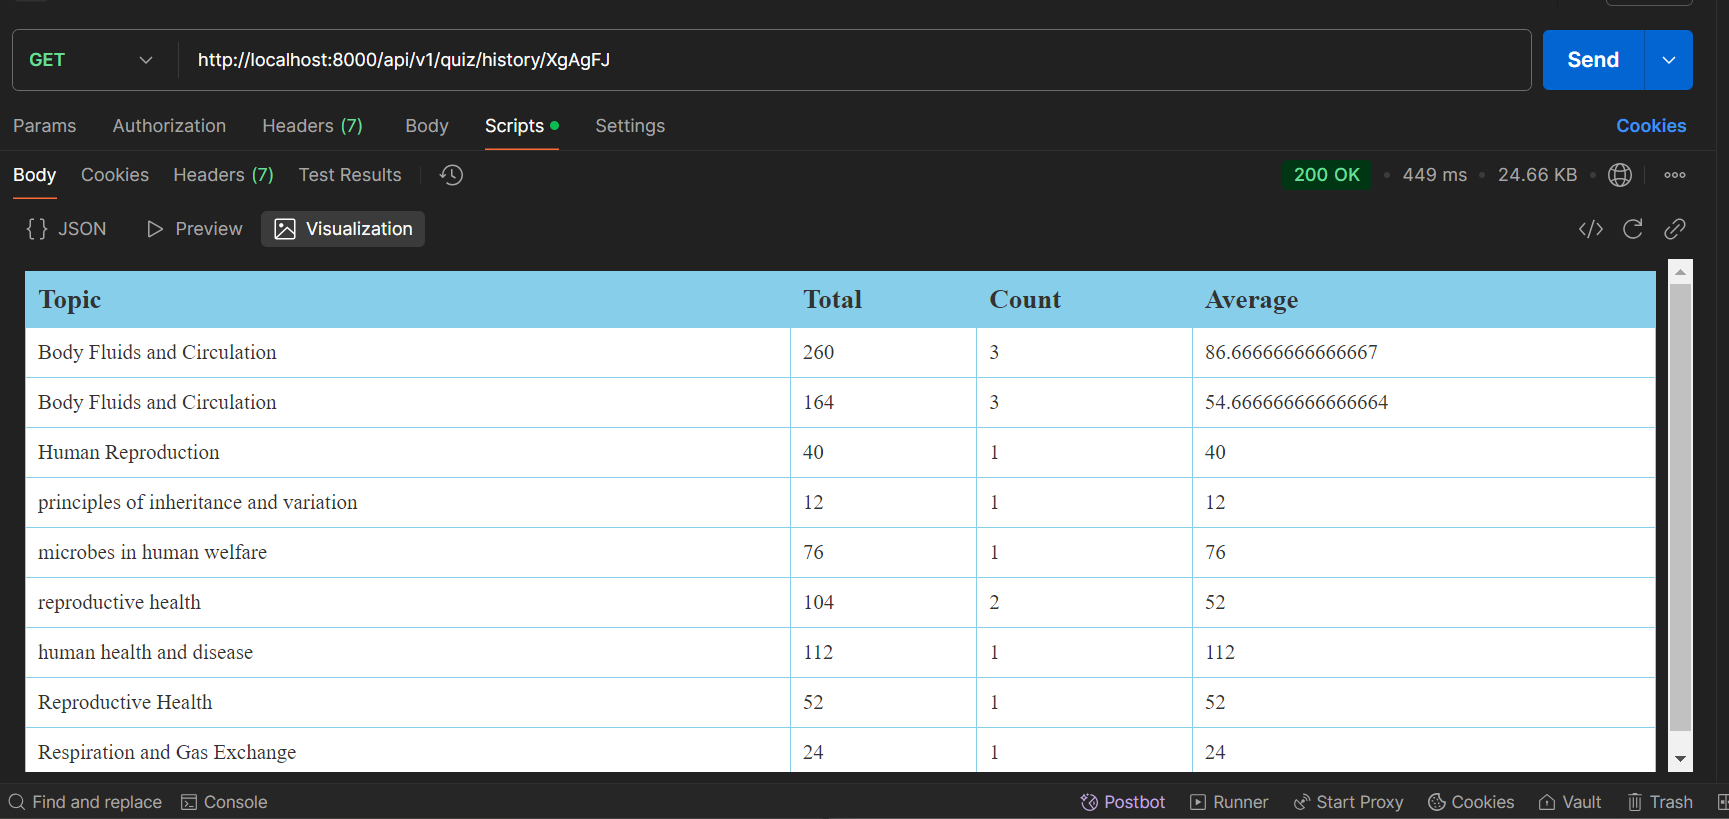 GET http://localhost:8000/api/v1/quiz/history/XgAgFJ Send
Params Authorization Headers (7) Body Scripts Settings Cookies
Body Cookies Headers (7) Test Results 200 OK 449 ms 24.66 KB
{} JSON Preview Visualization
Topic Total Count Average
Body Fluids and Circulation 260 3 86.66666666666667
Body Fluids and Circulation 164 3 54.666666666666664
Human Reproduction 40 1 40
principles of inheritance and variation 12 1 12
microbes in human welfare 76 1 76
reproductive health 104 2 52
human health and disease 112 1 112
Reproductive Health 52 1 52
Respiration and Gas Exchange 24 1 24
Find and replace Console Postbot Runner Start Proxy Cookies Vault Trash